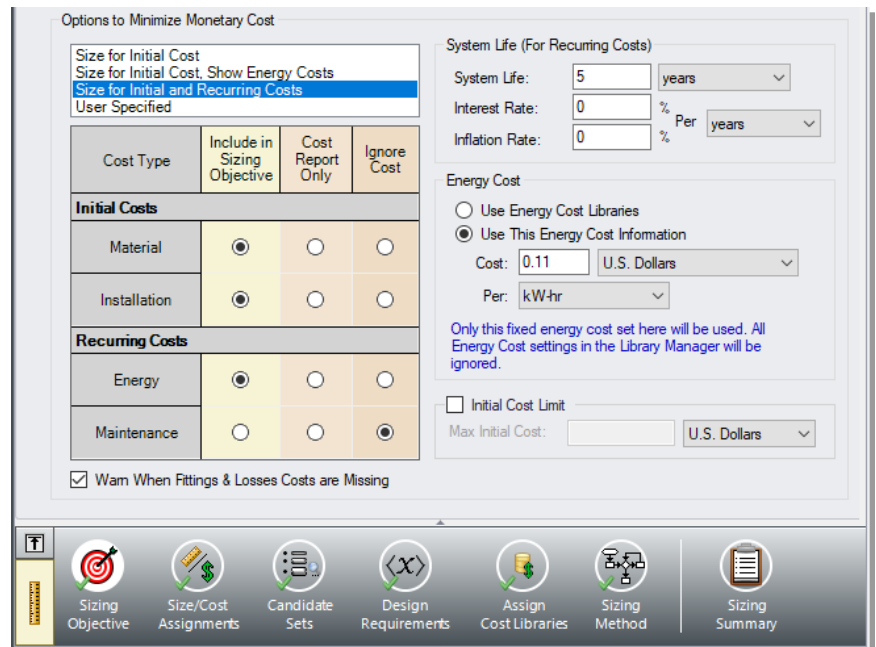 Options to Minimize Monetary Cost
Size for Initial Cost
Size for Initial Cost, Show Energy Costs
Size for Initial and Recurring Costs
User Specified
Cost Type
Include in
Sizing
Objective
Cost
Report
Only
Ignore
Cost
Initial Costs
Material
Installation
Recurring Costs
Energy
Maintenance
Warn When Fittings & Losses Costs are Missing
System Life (For Recurring Costs)
System Life: 5 years
Interest Rate: 0 %
Per years
Inflation Rate: 0 %
Energy Cost
Use Energy Cost Libraries
Use This Energy Cost Information
Cost: 0.11 U.S. Dollars
Per: kW-hr
Only this fixed energy cost set here will be used. All
Energy Cost settings in the Library Manager will be
ignored.
Initial Cost Limit
Max Initial Cost: U.S. Dollars
Sizing
Objective
Size/Cost
Assignments
Candidate
Sets
⟨x⟩
Design
Requirements
$
Assign
Cost Libraries
Sizing
Method
Sizing
Summary